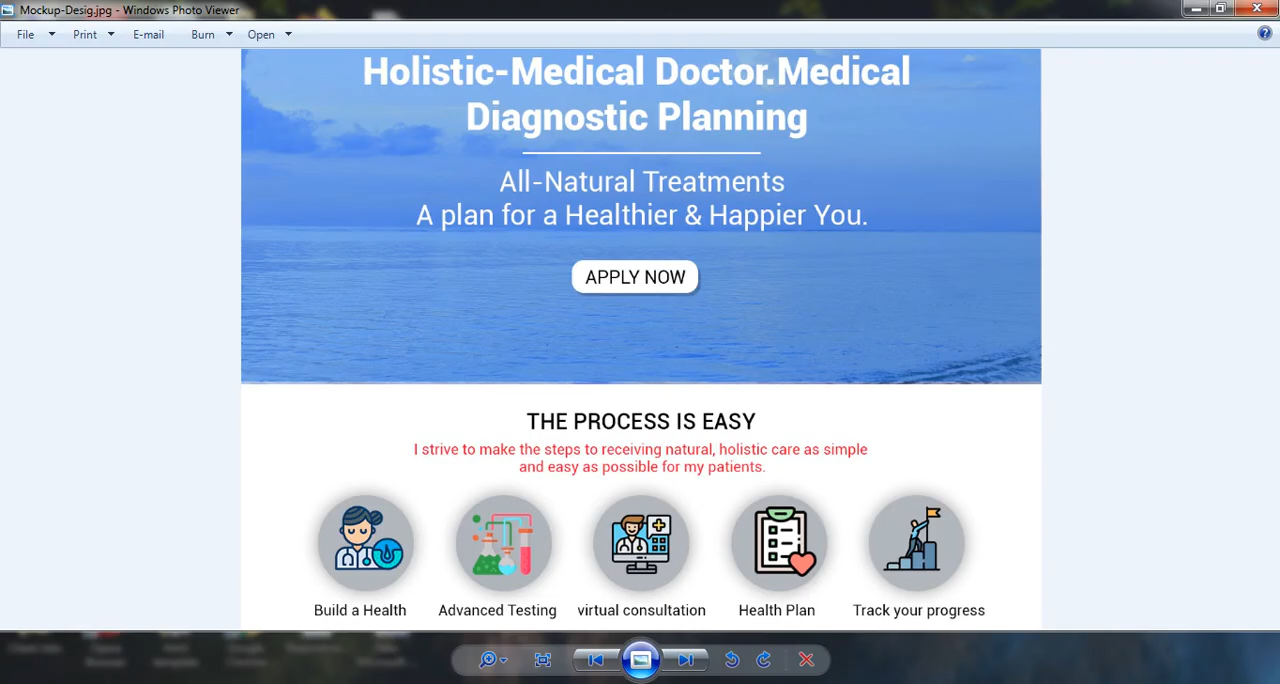 Mockup-Desig.jpg - Windows Photo Viewer
File Print E-mail Burn Open
Holistic-Medical Doctor.Medical
Diagnostic Planning
All-Natural Treatments
A plan for a Healthier & Happier You.
APPLY NOW
THE PROCESS IS EASY
I strive to make the steps to receiving natural, holistic care as simple
and easy as possible for my patients.
Build a Health Advanced Testing virtual consultation Health Plan Track your progress